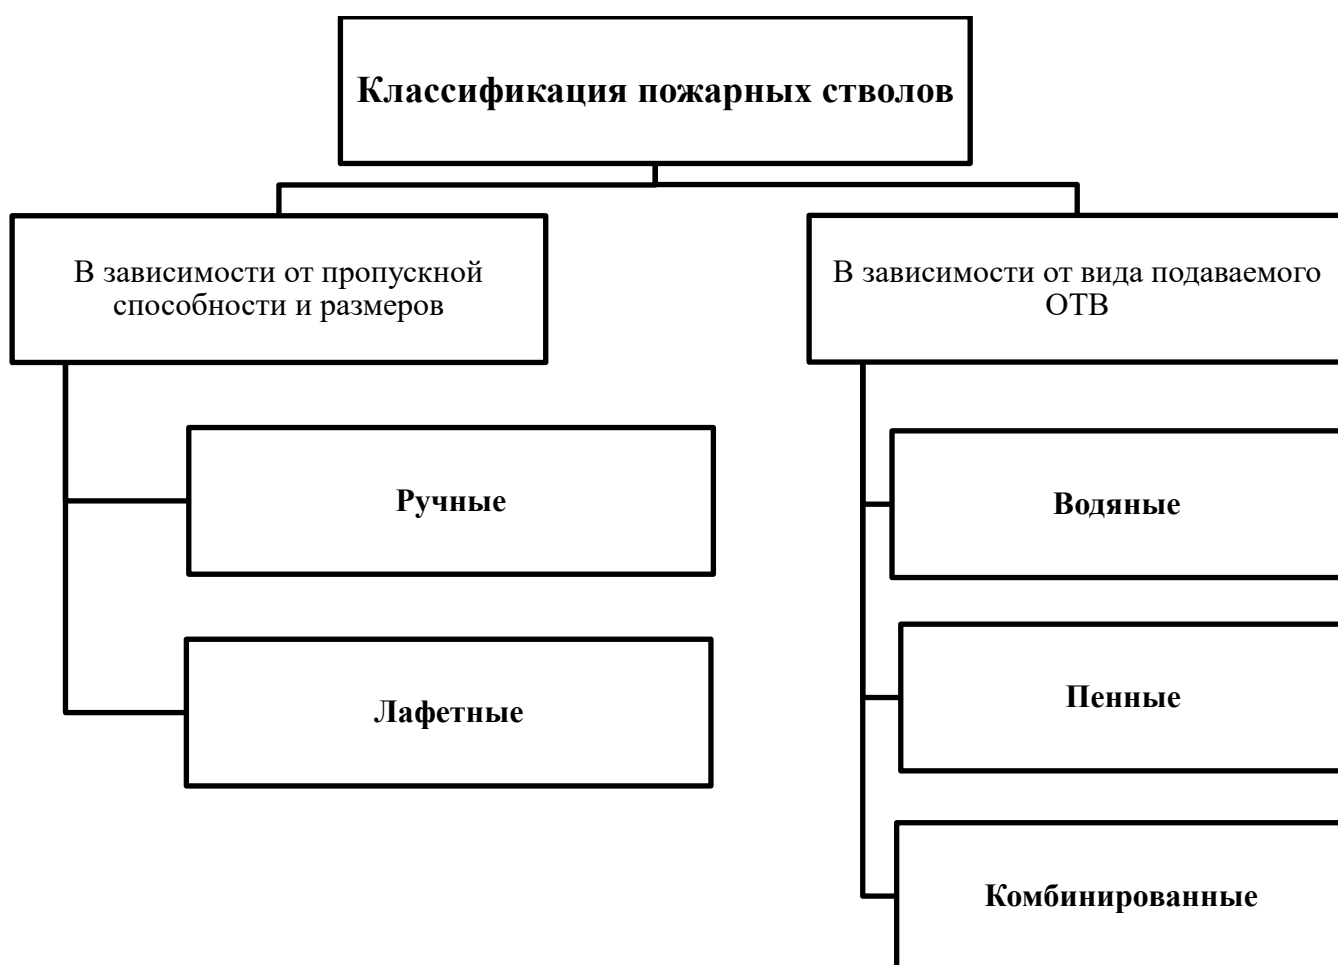 Классификация пожарных стволов
В зависимости от пропускной
способности и размеров
Ручные
Лафетные
В зависимости от вида подаваемого
ОТВ
Водяные
Пенные
Комбинированные